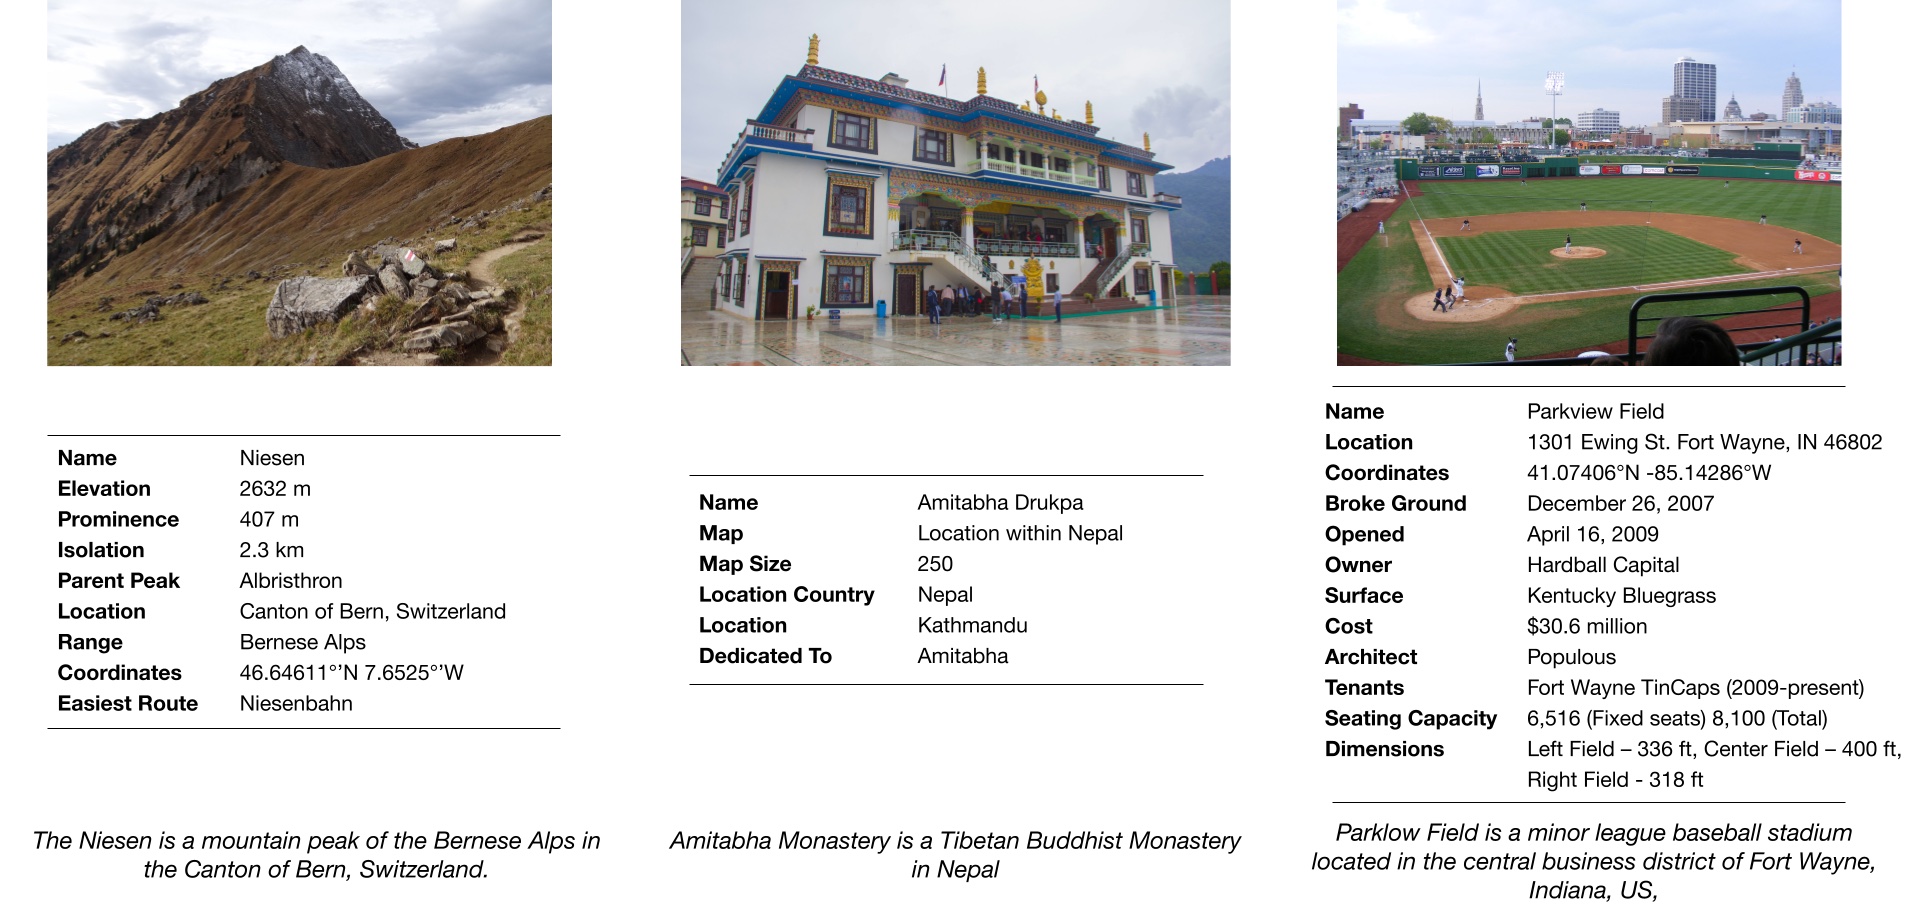 Name Niesen
Elevation 2632 m
Prominence 407 m
Isolation 2.3 km
Parent Peak Albristhron
Location Canton of Bern, Switzerland
Range Bernese Alps
Coordinates 46.64611°’N 7.6525°’W
Easiest Route Niesenbahn
The Niesen is a mountain peak of the Bernese Alps in
the Canton of Bern, Switzerland.
Name Amitabha Drukpa
Map Location within Nepal
Map Size 250
Location Country Nepal
Location Kathmandu
Dedicated To Amitabha
Amitabha Monastery is a Tibetan Buddhist Monastery
in Nepal
Name Parkview Field
Location 1301 Ewing St. Fort Wayne, IN 46802
Coordinates 41.07406°N -85.14286°W
Broke Ground December 26, 2007
Opened April 16, 2009
Owner Hardball Capital
Surface Kentucky Bluegrass
Cost $30.6 million
Architect Populous
Tenants Fort Wayne TinCaps (2009-present)
Seating Capacity 6,516 (Fixed seats) 8,100 (Total)
Dimensions Left Field – 336 ft, Center Field – 400 ft,
Right Field - 318 ft
Parklow Field is a minor league baseball stadium
located in the central business district of Fort Wayne,
Indiana, US,